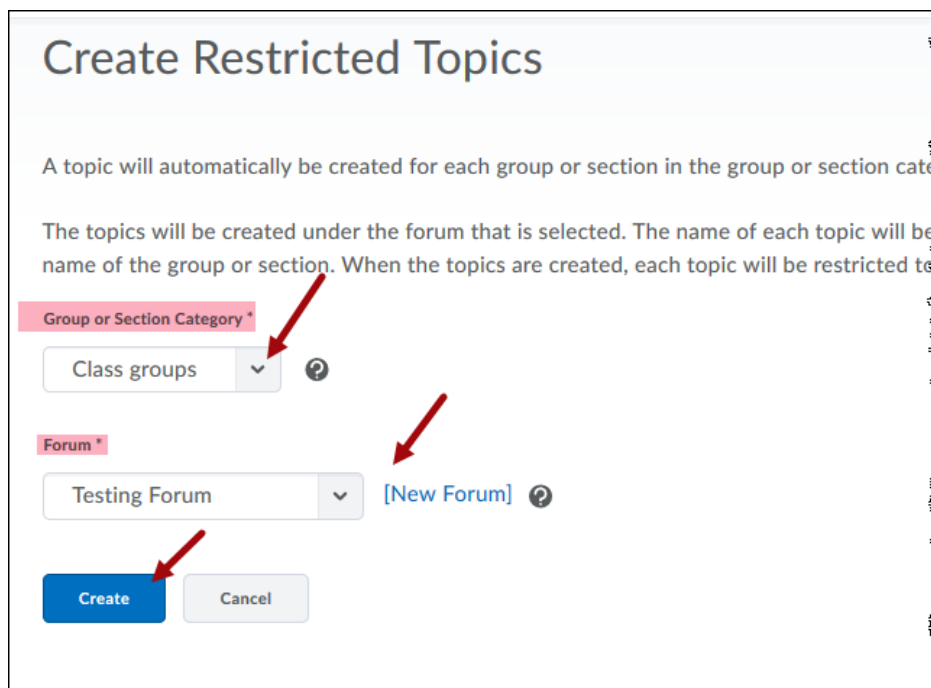 Create Restricted Topics
A topic will automatically be created for each group or section in the group or section
The topics will be created under the forum that is selected. The name of each topic will be
name of the group or section. When the topics are created, each topic will be restricted
Group or Section Category *
Class groups
Forum *
Testing Forum [New Forum]
Create Cancel